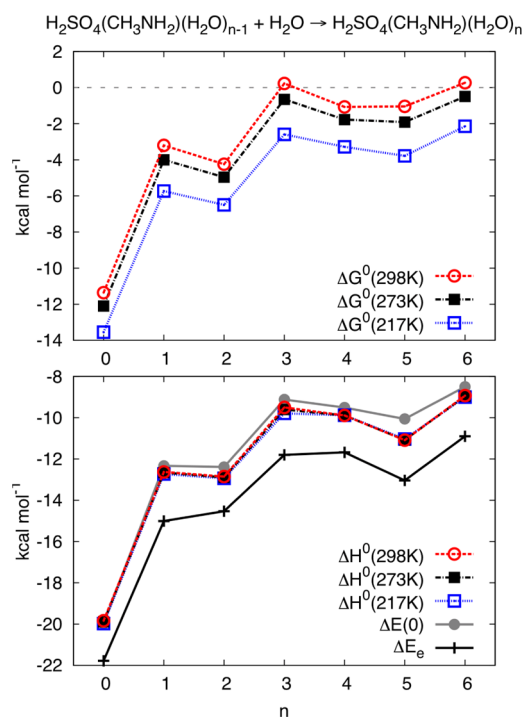 H₂SO₄(CH₃NH₂)(H₂O)ₙ₋₁ + H₂O → H₂SO₄(CH₃NH₂)(H₂O)ₙ
2
0
-2
-4
-6
-8
-10
-12
-14
kcal mol⁻¹
ΔG⁰(298K)
ΔG⁰(273K)
ΔG⁰(217K)
0 1 2 3 4 5 6
-8
-10
-12
-14
-16
-18
-20
-22
kcal mol⁻¹
ΔH⁰(298K)
ΔH⁰(273K)
ΔH⁰(217K)
ΔE(0)
ΔEₑ
0 1 2 3 4 5 6
n